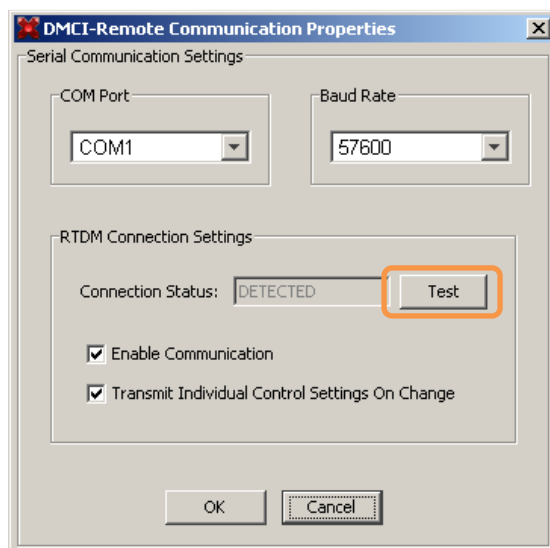 DMCI-Remote Communication Properties
Serial Communication Settings
COM Port
Baud Rate
COM1
57600
RTDM Connection Settings
Connection Status: DETECTED Test
Enable Communication
Transmit Individual Control Settings On Change
OK Cancel